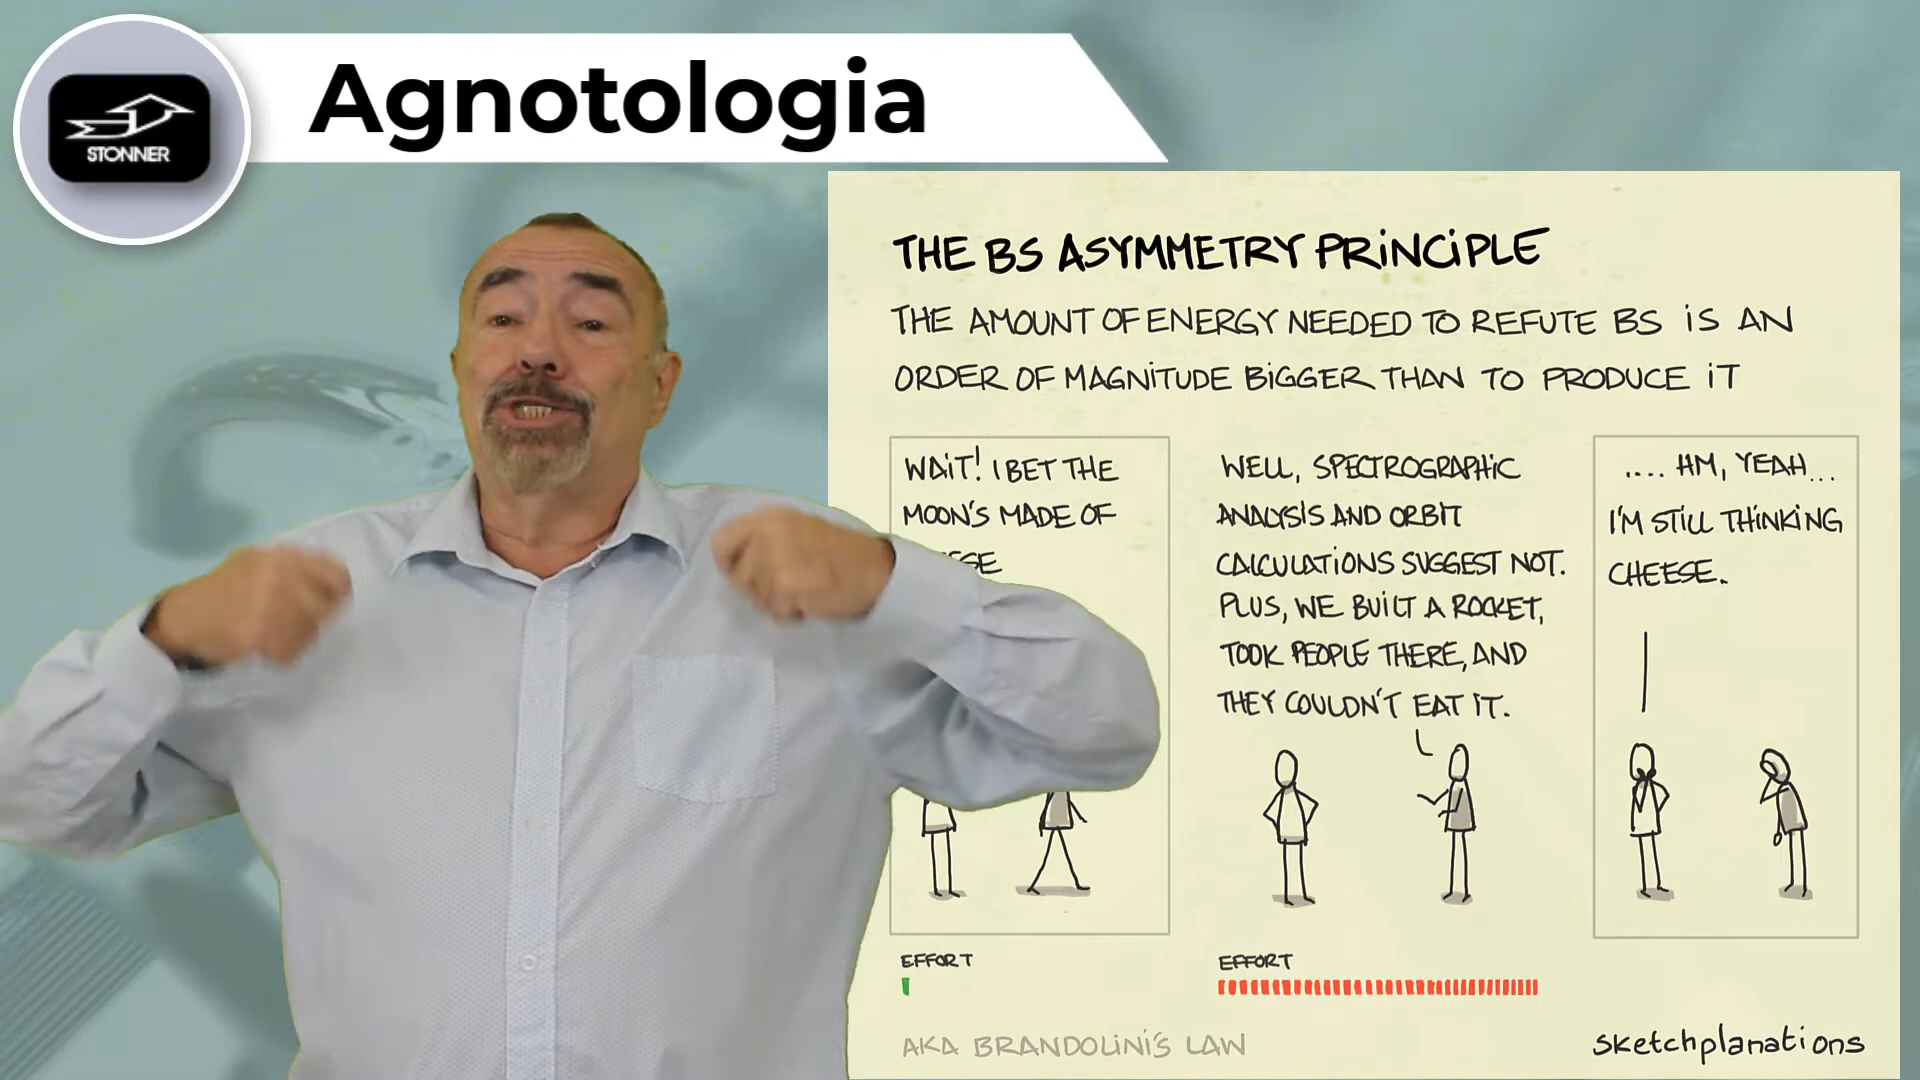 Agnotologia
STONNER
THE BS ASYMMETRY PRINCIPLE
THE AMOUNT OF ENERGY NEEDED TO REFUTE BS IS AN
ORDER OF MAGNITUDE BIGGER THAN TO PRODUCE IT
WAIT! I BET THE
MOON'S MADE OF
WELL, SPECTROGRAPHIC
ANALYSIS AND ORBIT
CALCULATIONS SUGGEST NOT.
PLUS, WE BUILT A ROCKET,
TOOK PEOPLE THERE, AND
THEY COULDN'T EAT IT.
.... HM, YEAH...
I'M STILL THINKING
CHEESE.
EFFORT
EFFORT
AKA BRANDOLINI'S LAW
sketchplanations